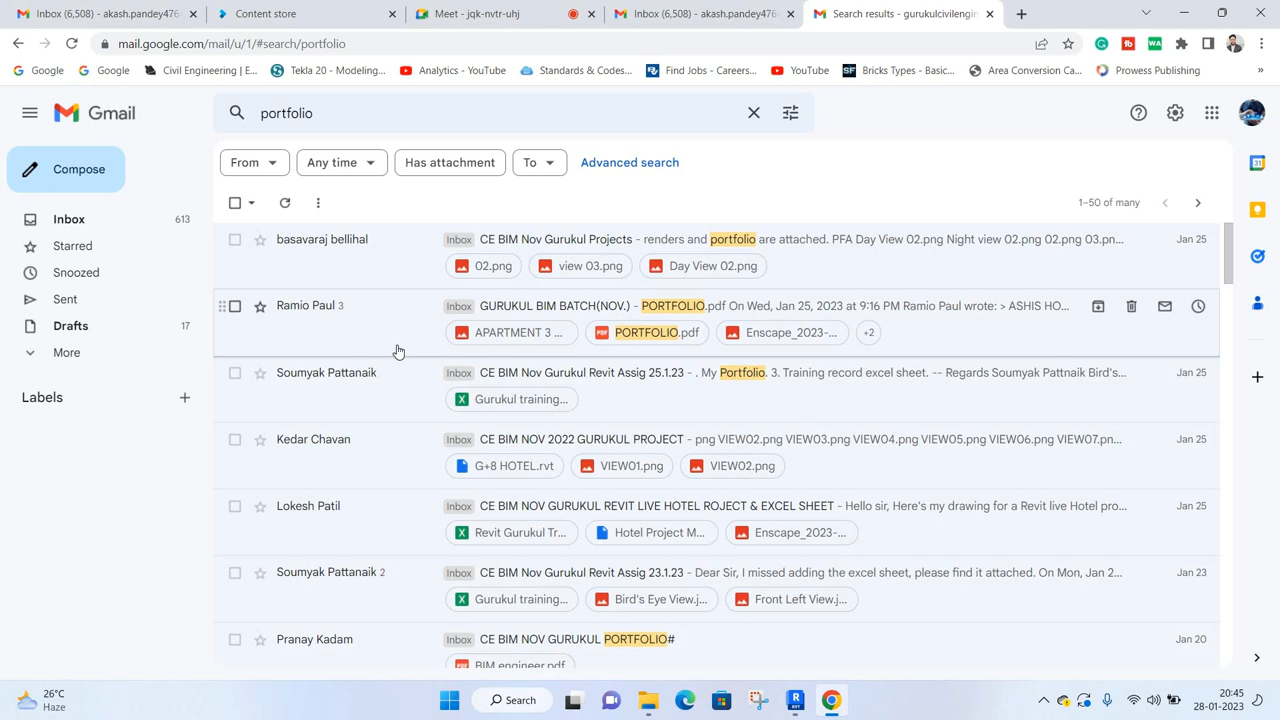 Inbox (6,508) - akash.pandey476
Content store
Meet - jqk-nvtr-uhj
Inbox (6,508) - akash.pandey476
Search results - gurukulcivilengin
mail.google.com/mail/u/1/#search/portfolio
Google
Google
Civil Engineering | E...
Tekla 20 - Modeling...
Analytics - YouTube
Standards & Codes...
Find Jobs - Careers...
YouTube
Bricks Types - Basic...
Area Conversion Ca...
Prowess Publishing
»
Gmail
portfolio
Compose
From
Any time
Has attachment
To
Advanced search
1–50 of many
Inbox 613
Starred
Snoozed
Sent
Drafts 17
More
Labels
basavaraj bellihal Inbox CE BIM Nov Gurukul Projects - renders and portfolio are attached. PFA Day View 02.png Night view 02.png 02.png 03.pn... Jan 25
02.png view 03.png Day View 02.png
Ramio Paul 3 Inbox GURUKUL BIM BATCH(NOV.) - PORTFOLIO.pdf On Wed, Jan 25, 2023 at 9:16 PM Ramio Paul wrote: > ASHIS HO...
APARTMENT 3 ... PDF PORTFOLIO.pdf Enscape_2023-... +2
Soumyak Pattanaik Inbox CE BIM Nov Gurukul Revit Assig 25.1.23 - . My Portfolio. 3. Training record excel sheet. -- Regards Soumyak Pattnaik Bird's... Jan 25
X Gurukul training...
Kedar Chavan Inbox CE BIM NOV 2022 GURUKUL PROJECT - png VIEW02.png VIEW03.png VIEW04.png VIEW05.png VIEW06.png VIEW07.pn... Jan 25
G+8 HOTEL.rvt VIEW01.png VIEW02.png
Lokesh Patil Inbox CE BIM NOV GURUKUL REVIT LIVE HOTEL ROJECT & EXCEL SHEET - Hello sir, Here's my drawing for a Revit live Hotel pro... Jan 25
X Revit Gurukul Tr... Hotel Project M... Enscape_2023-...
Soumyak Pattanaik 2 Inbox CE BIM Nov Gurukul Revit Assig 23.1.23 - Dear Sir, I missed adding the excel sheet, please find it attached. On Mon, Jan 2... Jan 23
X Gurukul training... Bird's Eye View.j... Front Left View.j...
Pranay Kadam Inbox CE BIM NOV GURUKUL PORTFOLIO# Jan 20
PDF BIM engineer.pdf
26°C
Haze
Search
20:45
28-01-2023